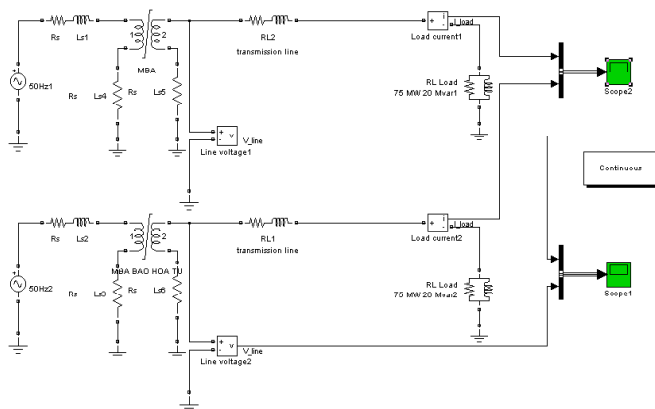 Rs Ls1
1 2
MBA
RL2
transmission line
+ i
- I_load
Load current1
50Hz1
Rs Ls4 Rs Ls5
RL Load
75 MW 20 Mvar1
Scope2
+ v
- V_line
Line voltage1
Continuous
Rs Ls2
1 2
MBA BAO HOA TU
RL1
transmission line
+ i
- I_load
Load current2
50Hz2
Rs Ls0 Rs Ls6
RL Load
75 MW 20 Mvar2
Scope1
+ v
- V_line
Line voltage2